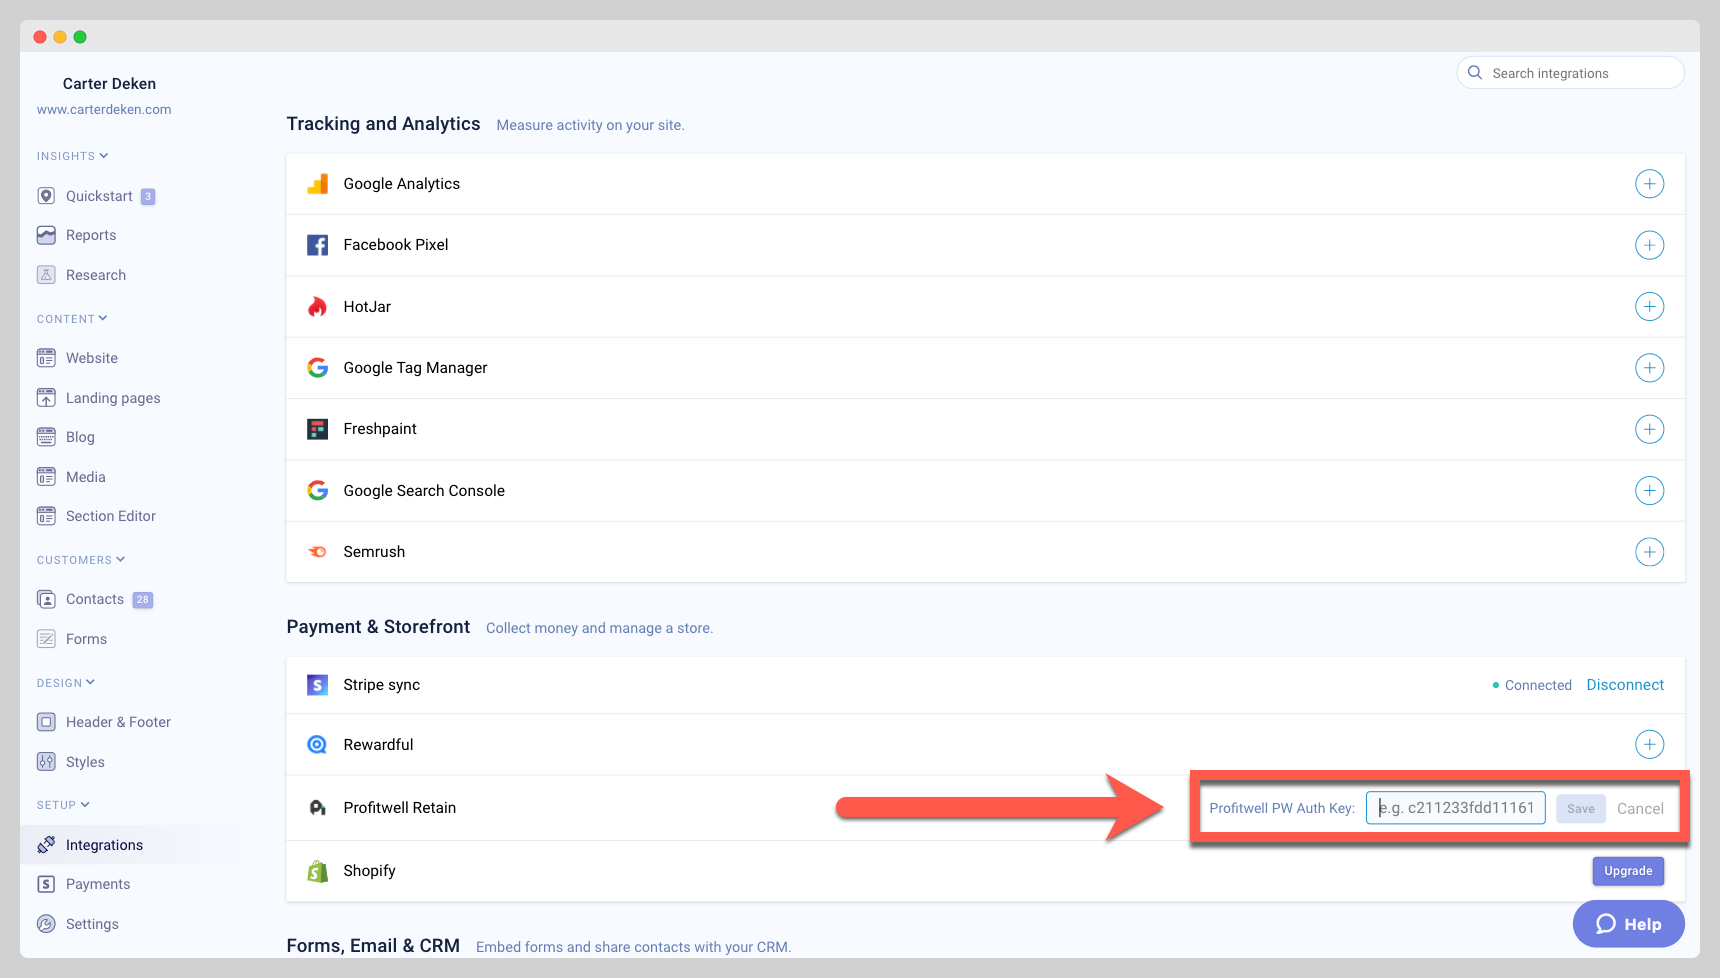 Carter Deken
www.carterdeken.com
INSIGHTS
Quickstart 3
Reports
Research
CONTENT
Website
Landing pages
Blog
Media
Section Editor
CUSTOMERS
Contacts 28
Forms
DESIGN
Header & Footer
Styles
SETUP
Integrations
Payments
Settings
Search integrations
Tracking and Analytics Measure activity on your site.
Google Analytics
Facebook Pixel
HotJar
Google Tag Manager
Freshpaint
Google Search Console
Semrush
Payment & Storefront Collect money and manage a store.
Stripe sync Connected Disconnect
Rewardful
Profitwell Retain Profitwell PW Auth Key: e.g. c211233fdd11161 Save Cancel
Shopify Upgrade
Help
Forms, Email & CRM Embed forms and share contacts with your CRM.